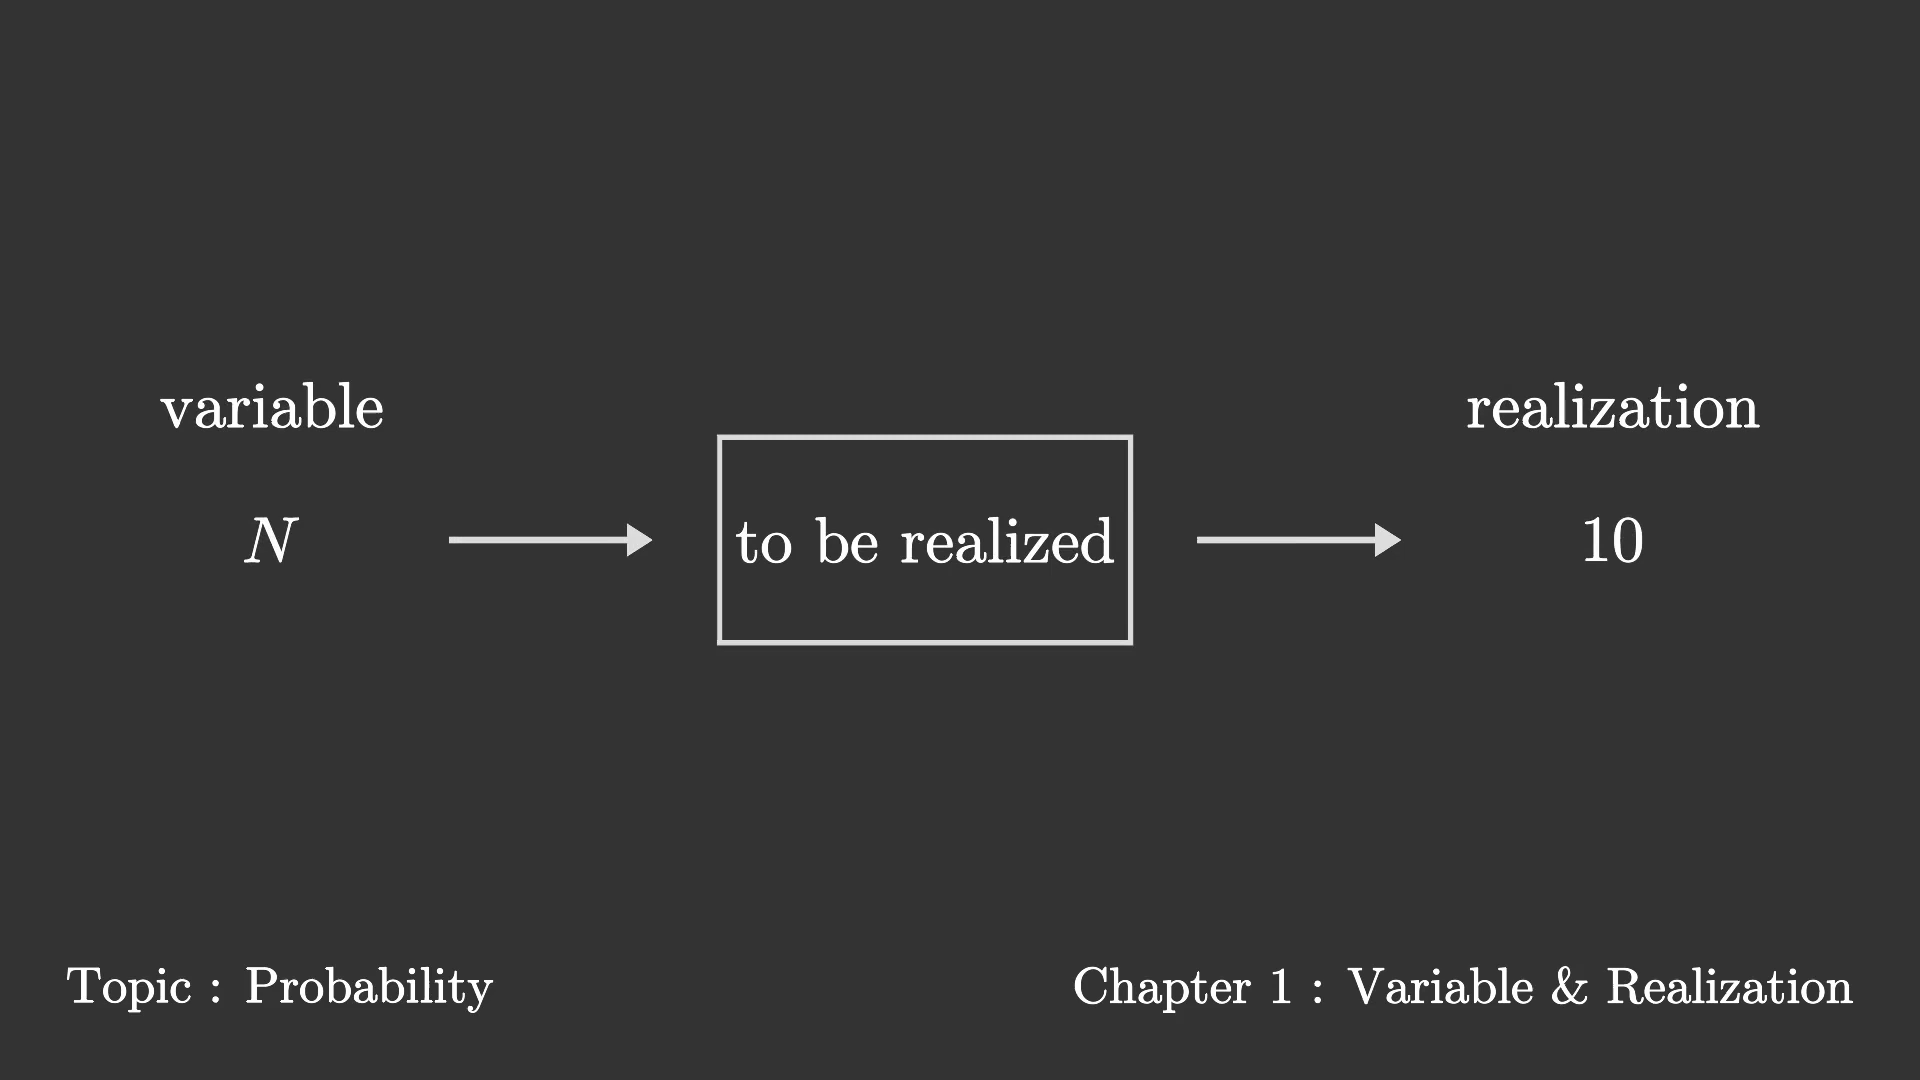 variable
realization
N
to be realized
10
Topic : Probability
Chapter 1 : Variable & Realization